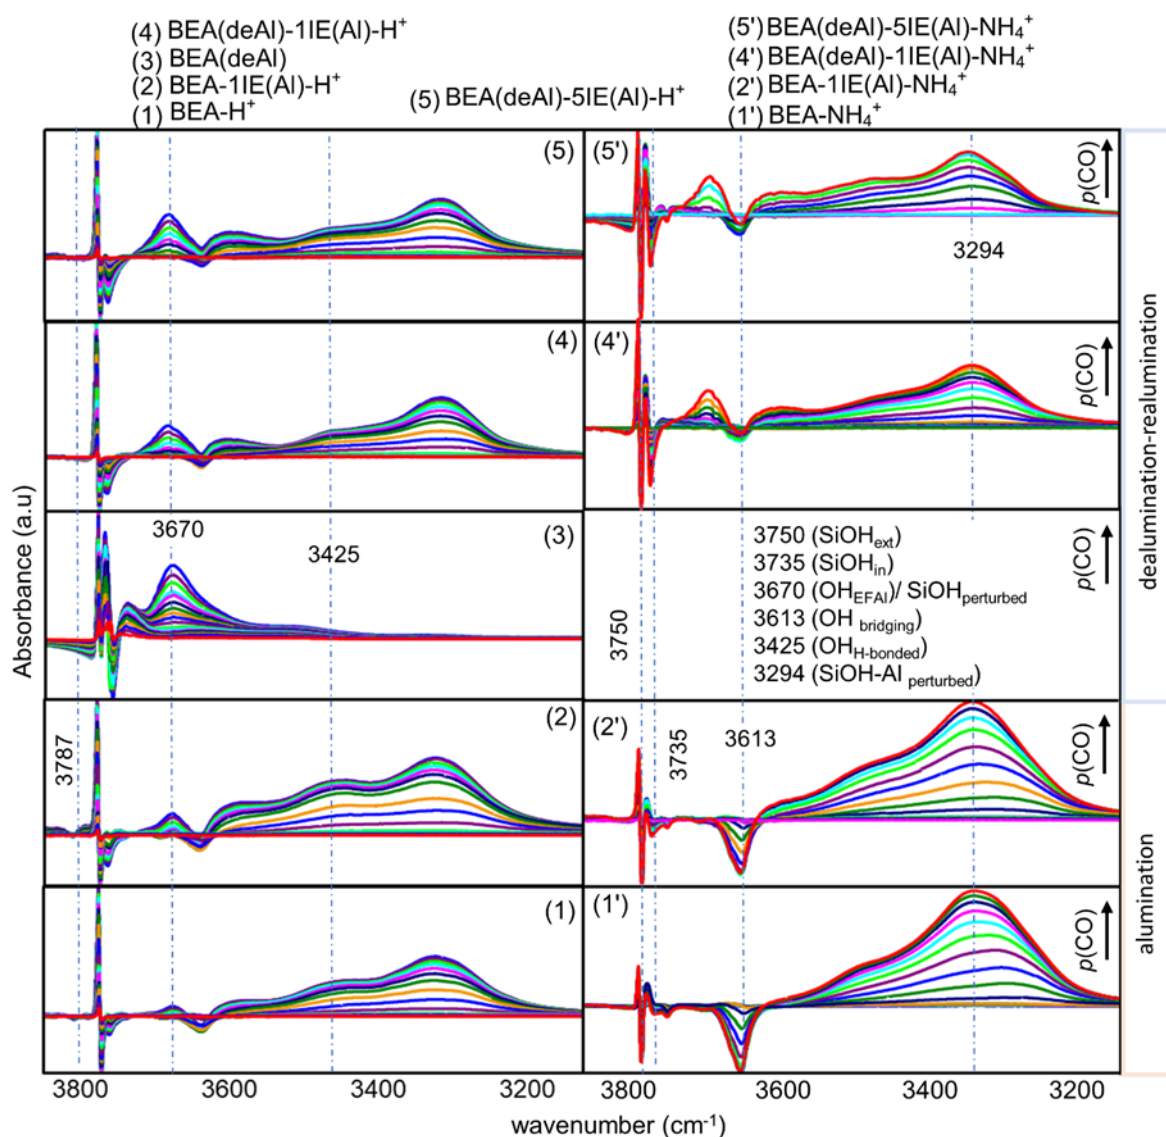 (4) BEA(deAl)-1IE(Al)-H⁺
(3) BEA(deAl)
(2) BEA-1IE(Al)-H⁺
(1) BEA-H⁺
(5) BEA(deAl)-5IE(Al)-H⁺
(5') BEA(deAl)-5IE(Al)-NH₄⁺
(4') BEA(deAl)-1IE(Al)-NH₄⁺
(2') BEA-1IE(Al)-NH₄⁺
(1') BEA-NH₄⁺
(5)
(5')
p(CO)
3294
(4)
(4')
p(CO)
(3)
3670
3425
p(CO)
3750 (SiOHext)
3735 (SiOHin)
3670 (OHEFAl)/ SiOHperturbed
3613 (OH bridging)
3425 (OHH-bonded)
3294 (SiOH-Al perturbed)
3750
(2)
3787
(2')
3735
3613
p(CO)
(1)
(1')
p(CO)
Absorbance (a.u)
dealumination-realumination
alumination
3800 3600 3400 3200
3800 3600 3400 3200
wavenumber (cm⁻¹)